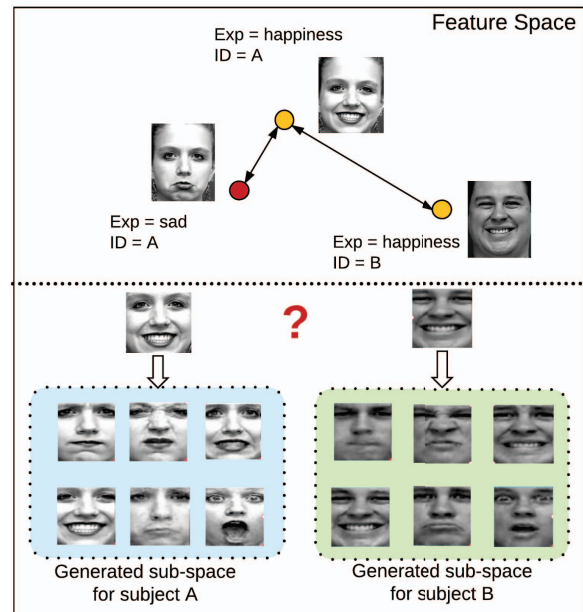 Feature Space
Exp = happiness
ID = A
Exp = sad
ID = A
Exp = happiness
ID = B
?
Generated sub-space
for subject A
Generated sub-space
for subject B